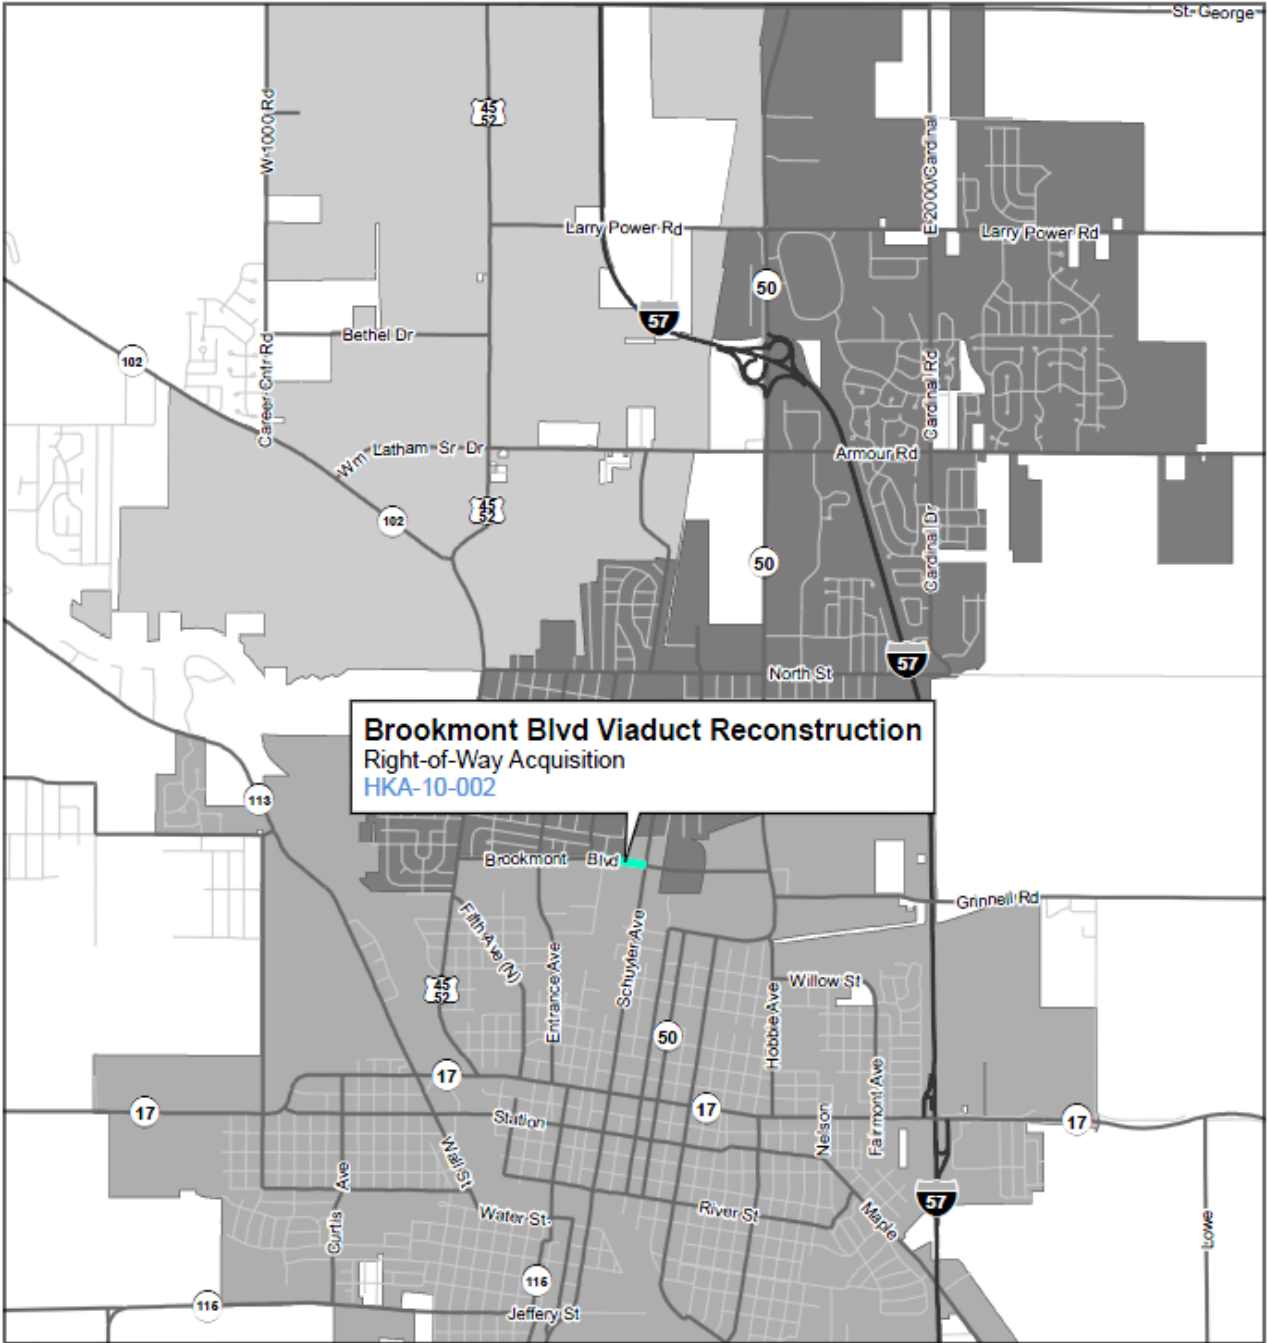 St. George
W 1000 Rd
45
52
E 2000/Cardinal
Larry Power Rd
Larry Power Rd
50
57
Bethel Dr
102
Career Cntr Rd
Cardinal Rd
Wm Latham Sr Dr
Armour Rd
102
45
52
50
Cardinal Dr
57
North St
Brookmont Blvd Viaduct Reconstruction
Right-of-Way Acquisition
HKA-10-002
113
Brookmont Blvd
Grinnell Rd
Fifth Ave (N)
Entrance Ave
Schuyler Ave
45
52
Willow St
Hobbie Ave
50
17
17
17
17
Station
Nelson
Fairmont Ave
Wall St
Curtis Ave
57
Water St
River St
Maple
Lowe
115
115
Jeffery St